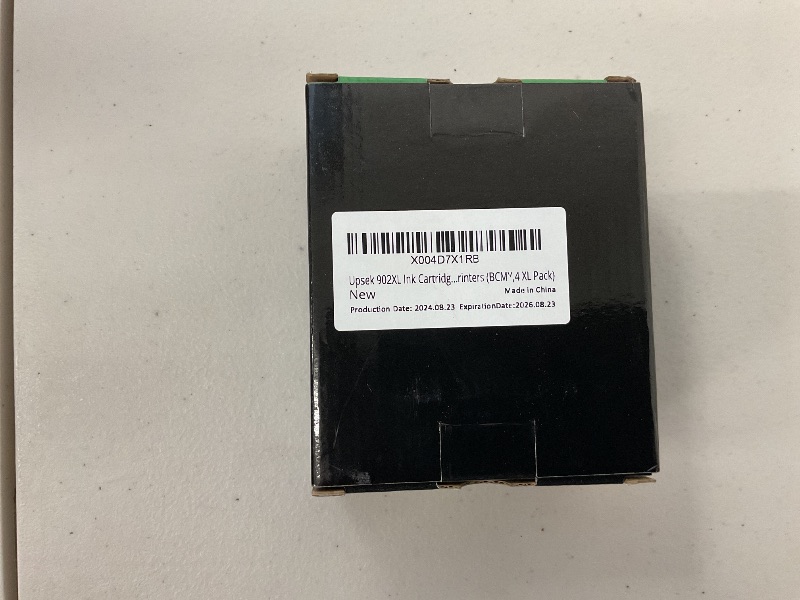 X004D7X1RB
Upsek 902XL Ink Cartridg...rinters (BCMY,4 XL Pack)
New
Made in China
Production Date: 2024.08.23 ExpirationDate:2026.08.23